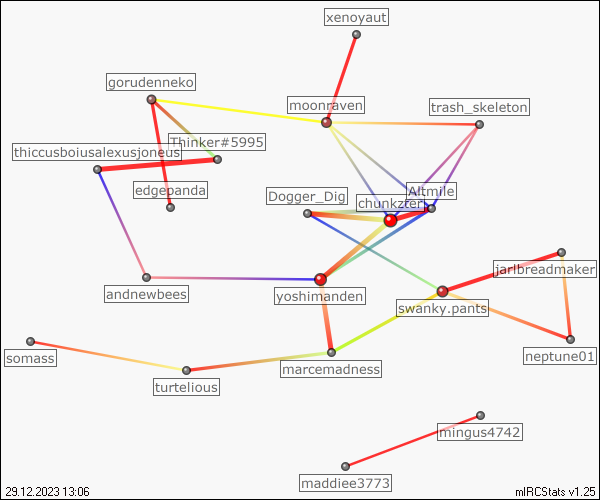 xenoyaut
gorudenneko
moonraven
trash_skeleton
Thinker#5995
thiccusboiusalexusjoneus
edgepanda
Dogger_Dig
Altmile
chunkzter
jarlbreadmaker
andnewbees
yoshimanden
swanky.pants
somass
neptune01
marcemadness
turtelious
mingus4742
maddiee3773
29.12.2023 13:06
mIRCStats v1.25